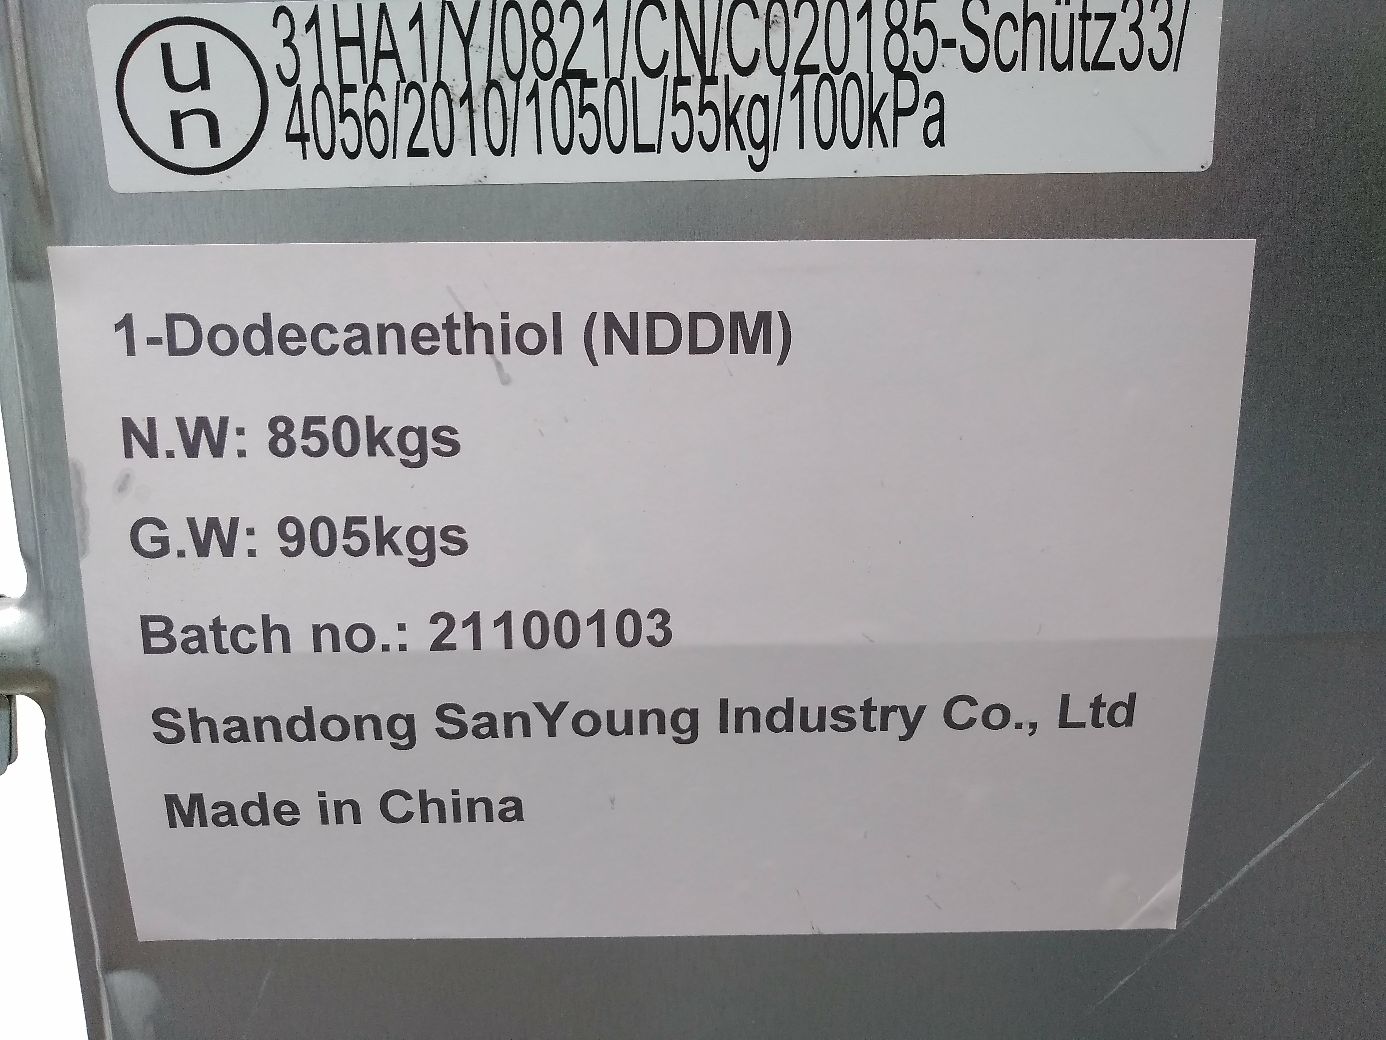 un
31HA1/Y/0821/CN/C020185-Schütz33/
4056/2010/1050L/55kg/100kPa
1-Dodecanethiol (NDDM)
N.W: 850kgs
G.W: 905kgs
Batch no.: 21100103
Shandong SanYoung Industry Co., Ltd
Made in China